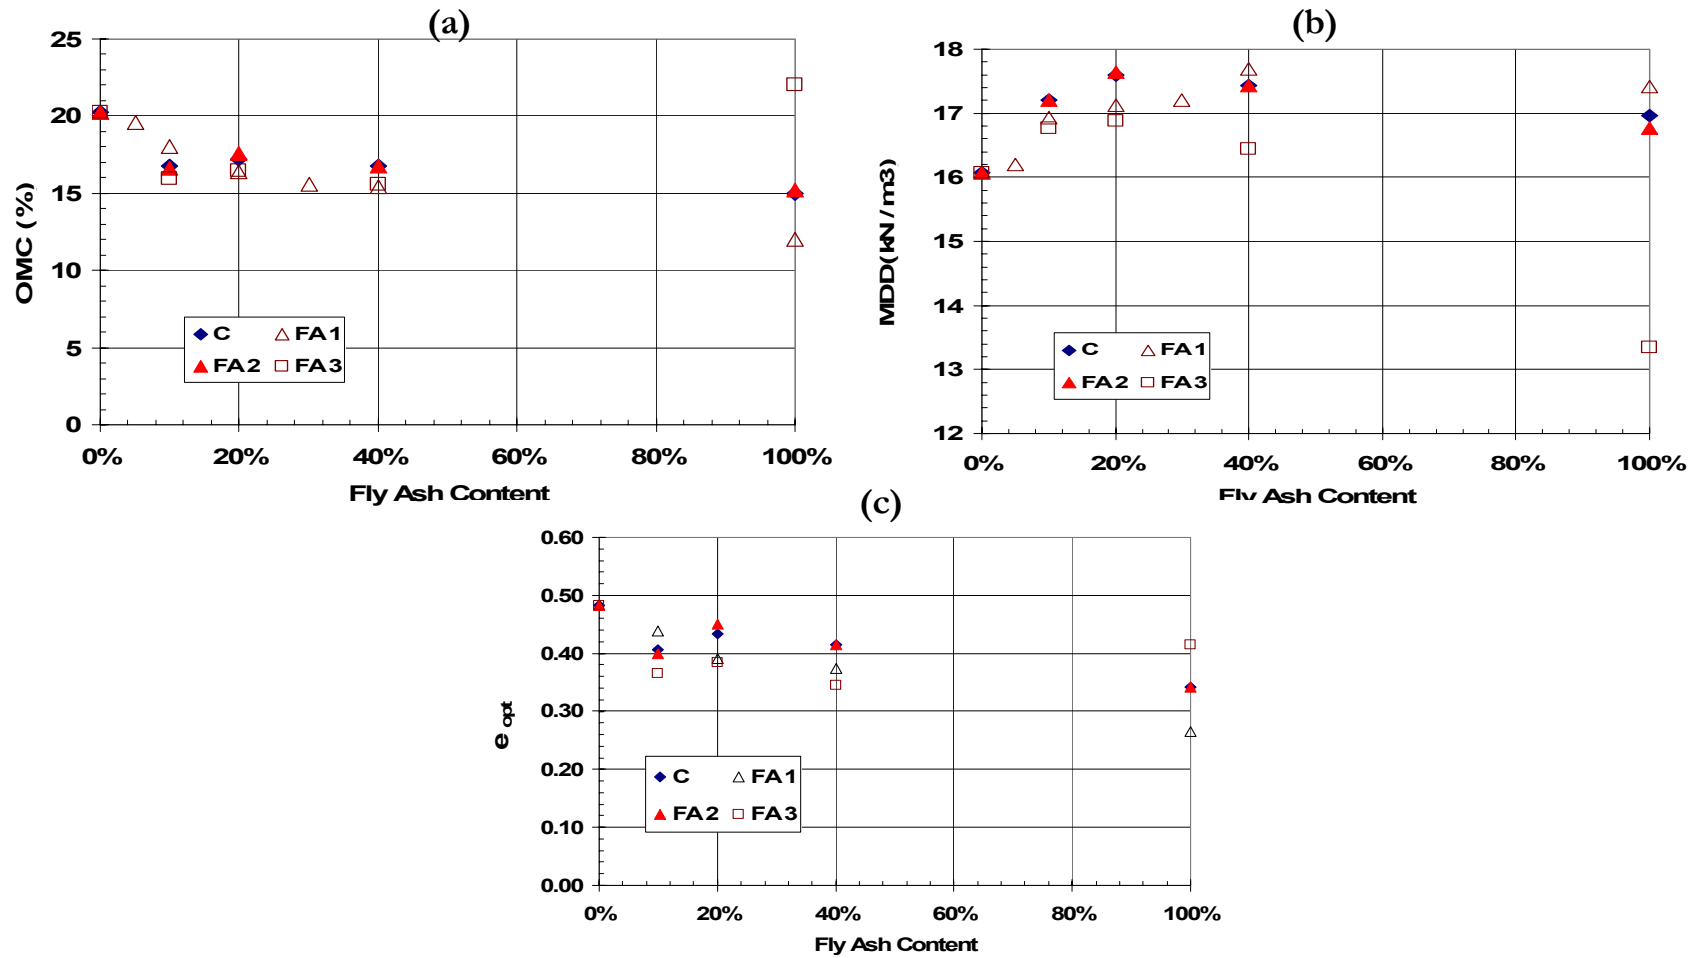 (a)
OMC (%)
25
20
15
10
5
0
C FA1
FA2 FA3
0% 20% 40% 60% 80% 100%
Fly Ash Content
(b)
MDD(kN/m3)
18
17
16
15
14
13
12
C FA1
FA2 FA3
0% 20% 40% 60% 80% 100%
Fly Ash Content
(c)
e opt
0.60
0.50
0.40
0.30
0.20
0.10
0.00
C FA1
FA2 FA3
0% 20% 40% 60% 80% 100%
Fly Ash Content